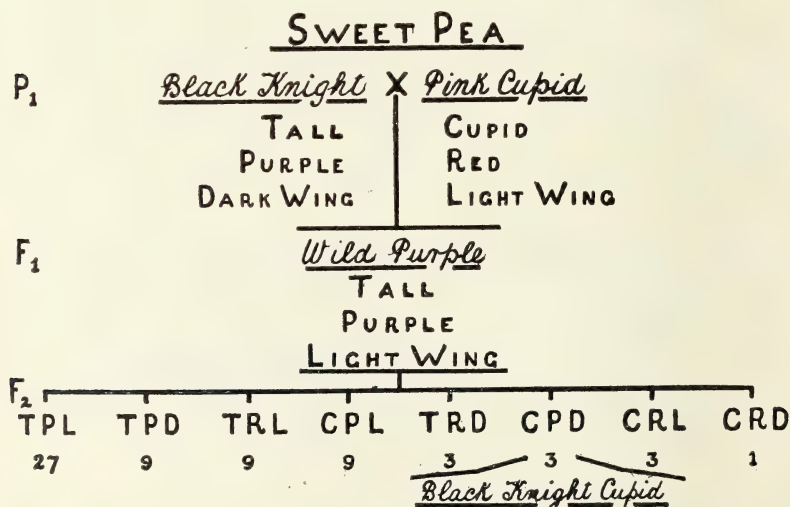 SWEET PEA
P1 Black Knight X Pink Cupid
TALL CUPID
PURPLE RED
DARK WING LIGHT WING
F1 Wild Purple
TALL
PURPLE
LIGHT WING
F2
TPL TPD TRL CPL TRD CPD CRL CRD
27 9 9 9 3 3 3 1
Black Knight Cupid